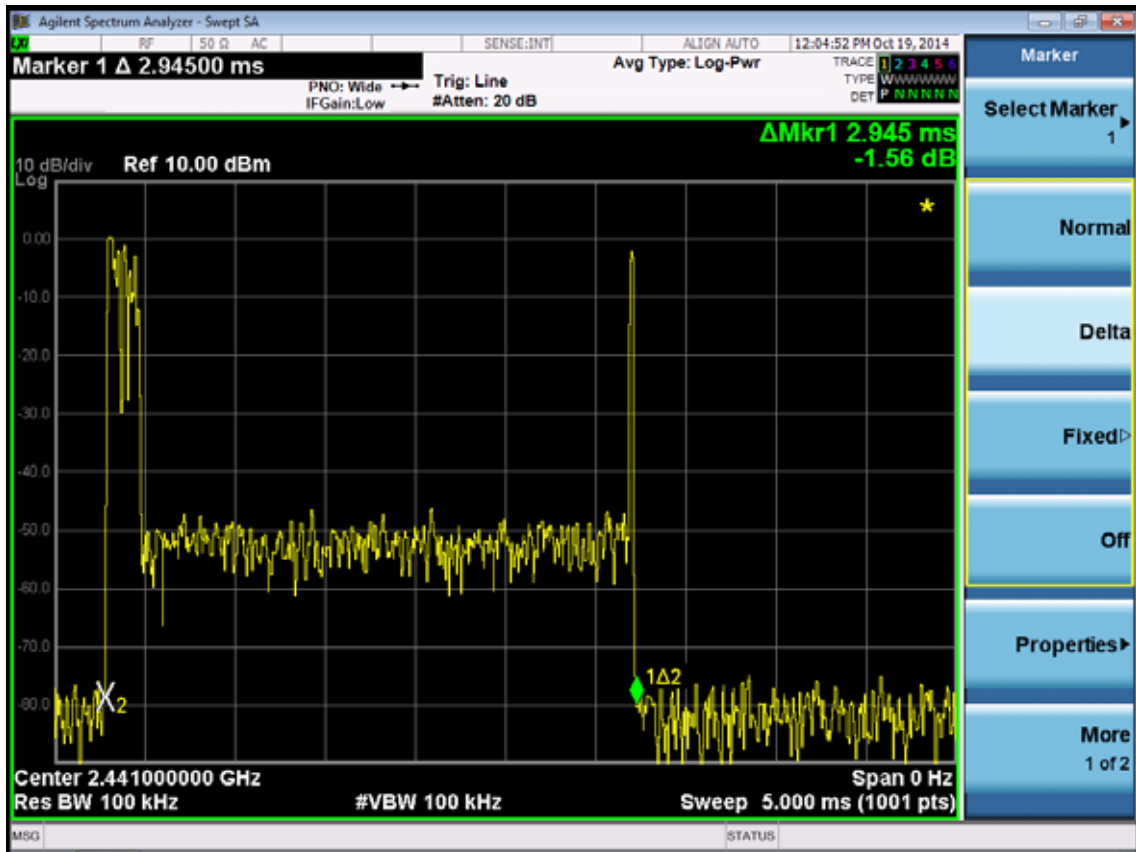 Agilent Spectrum Analyzer - Swept SA
LXI RF 50 Ω AC SENSE:INT ALIGN AUTO 12:04:52 PM Oct 19, 2014
Marker 1 Δ 2.94500 ms
PNO: Wide
IFGain:Low
Trig: Line
#Atten: 20 dB
Avg Type: Log-Pwr
TRACE 1 2 3 4 5 6
TYPE WWWWWWW
DET P N N N N N
ΔMkr1 2.945 ms
-1.56 dB
10 dB/div Ref 10.00 dBm
Log
0.00
-10.0
-20.0
-30.0
-40.0
-50.0
-60.0
-70.0
-80.0
X2
1Δ2
*
Center 2.441000000 GHz Span 0 Hz
Res BW 100 kHz #VBW 100 kHz Sweep 5.000 ms (1001 pts)
MSG STATUS
Marker
Select Marker
1
Normal
Delta
Fixed
Off
Properties
More
1 of 2